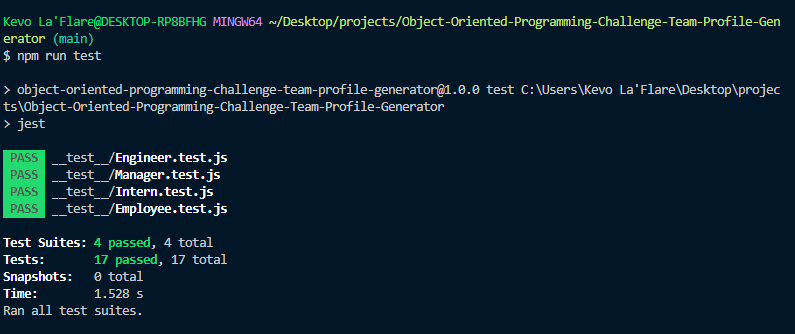 Kevo La'Flare@DESKTOP-RP8BFHG MINGW64 ~/Desktop/projects/Object-Oriented-Programming-Challenge-Team-Profile-Gen
erator (main)
$ npm run test
> object-oriented-programming-challenge-team-profile-generator@1.0.0 test C:\Users\Kevo La'Flare\Desktop\projec
ts\Object-Oriented-Programming-Challenge-Team-Profile-Generator
> jest
PASS __test__/Engineer.test.js
PASS __test__/Manager.test.js
PASS __test__/Intern.test.js
PASS __test__/Employee.test.js
Test Suites: 4 passed, 4 total
Tests: 17 passed, 17 total
Snapshots: 0 total
Time: 1.528 s
Ran all test suites.